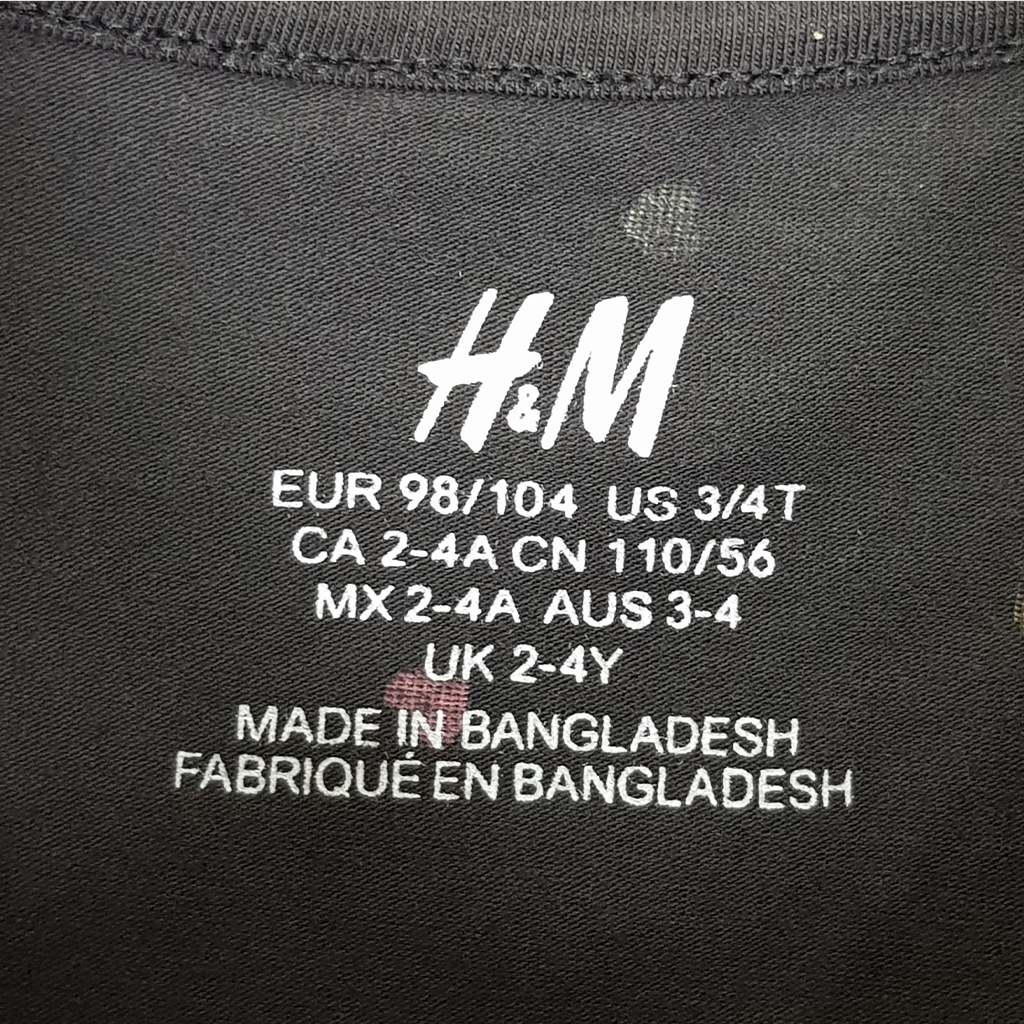 H&M
EUR 98/104 US 3/4T
CA 2-4A CN 110/56
MX 2-4A AUS 3-4
UK 2-4Y
MADE IN BANGLADESH
FABRIQUÉ EN BANGLADESH